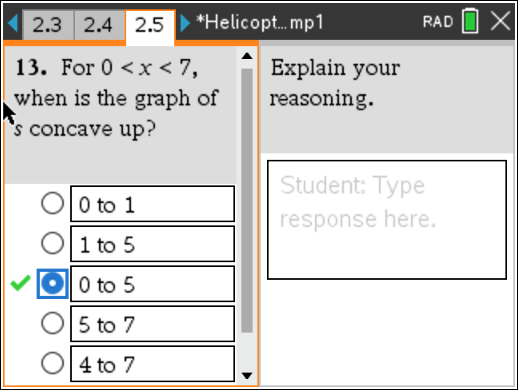 2.3 2.4 2.5 *Helicopt…mp1 RAD
13. For 0 < x < 7,
when is the graph of
s concave up?
0 to 1
1 to 5
0 to 5
5 to 7
4 to 7
Explain your
reasoning.
Student: Type
response here.